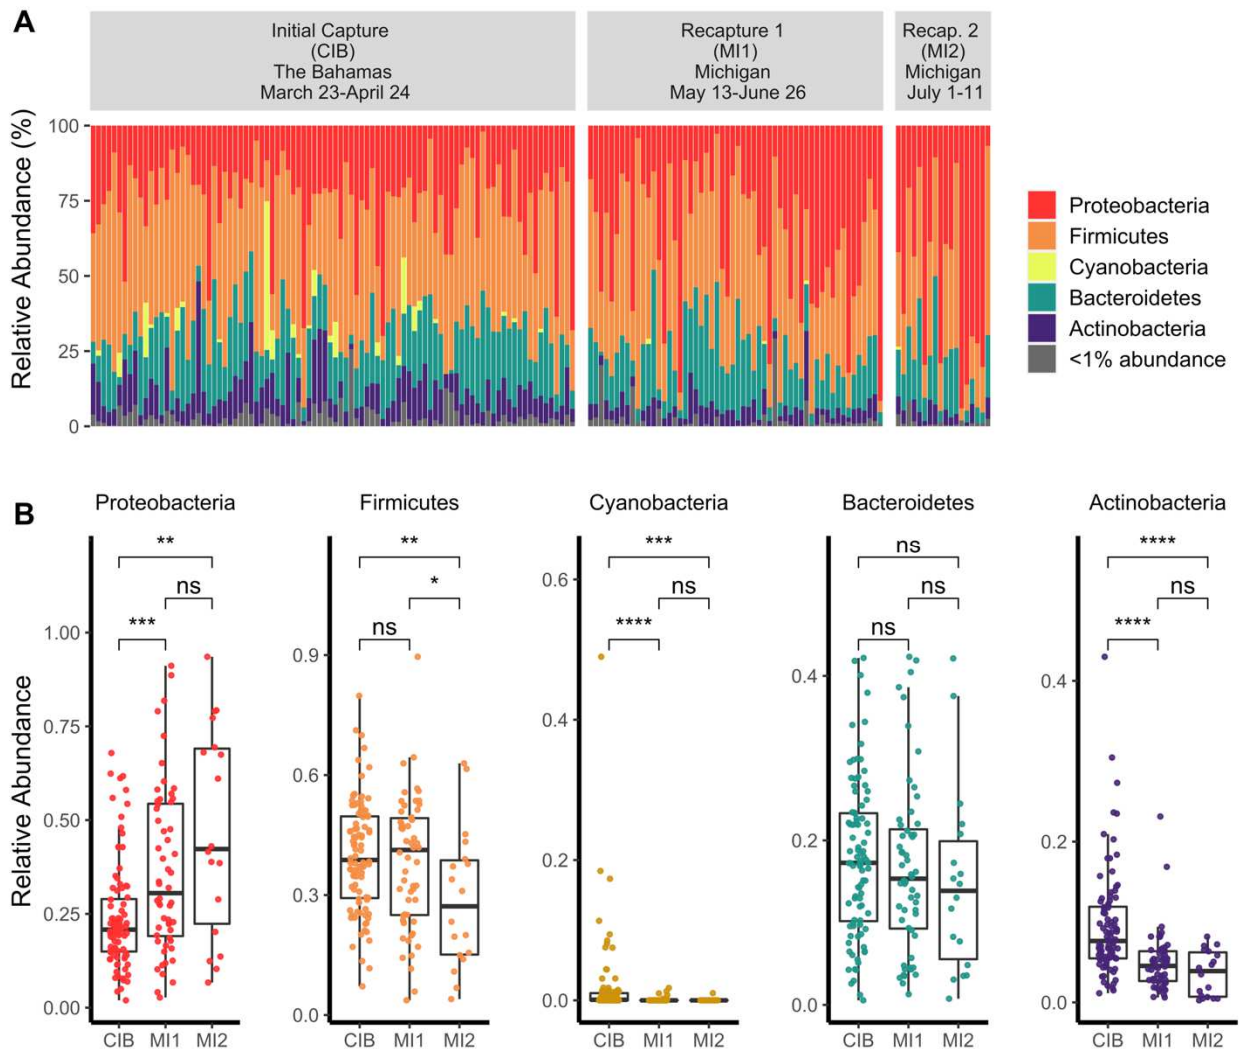 A
Initial Capture
(CIB)
The Bahamas
March 23-April 24
Recapture 1
(MI1)
Michigan
May 13-June 26
Recap. 2
(MI2)
Michigan
July 1-11
Relative Abundance (%)
100
75
50
25
0
Proteobacteria
Firmicutes
Cyanobacteria
Bacteroidetes
Actinobacteria
<1% abundance
B
Relative Abundance
Proteobacteria
**
ns
***
1.00
0.75
0.50
0.25
0.00
CIB MI1 MI2
Firmicutes
**
*
ns
0.9
0.6
0.3
0.0
CIB MI1 MI2
Cyanobacteria
***
ns
****
0.6
0.4
0.2
0.0
CIB MI1 MI2
Bacteroidetes
ns
ns
ns
0.4
0.2
0.0
CIB MI1 MI2
Actinobacteria
****
ns
****
0.4
0.2
0.0
CIB MI1 MI2